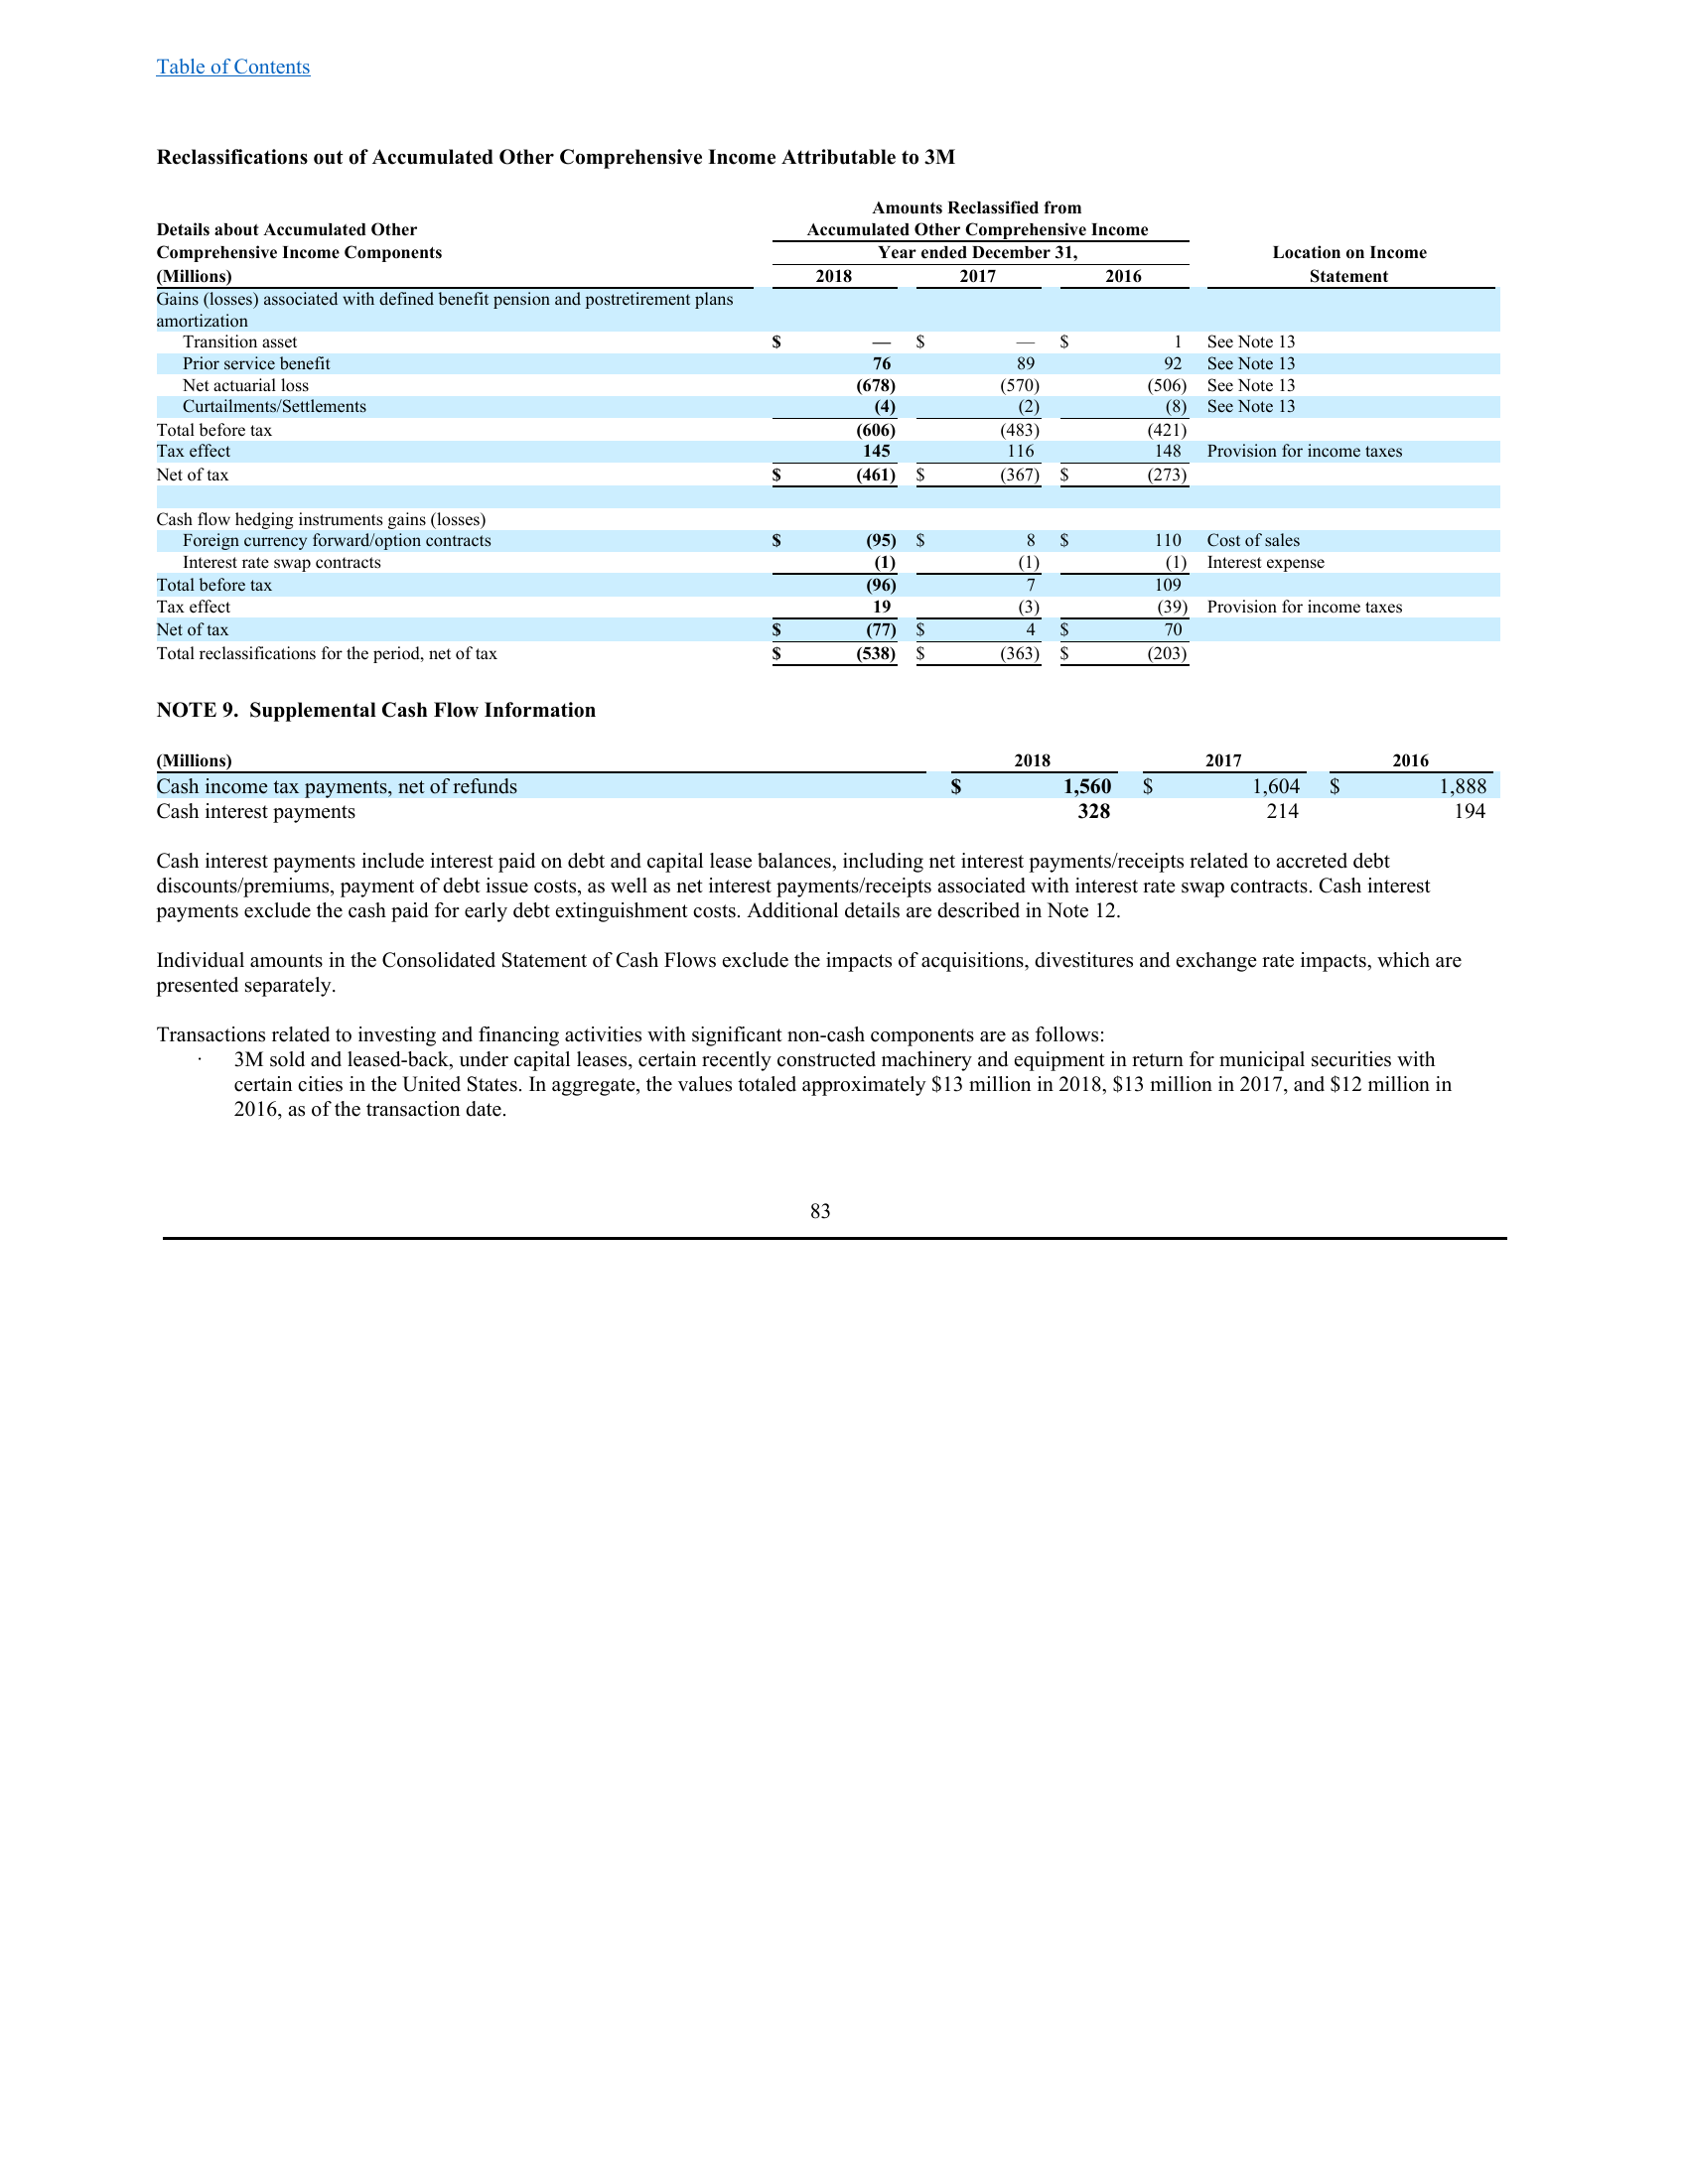 Table of Contents
Reclassifications out of Accumulated Other Comprehensive Income Attributable to 3M
Amounts Reclassified from
Details about Accumulated Other Accumulated Other Comprehensive Income
Comprehensive Income Components Year ended December 31, Location on Income
(Millions) 2018 2017 2016 Statement
Gains (losses) associated with defined benefit pension and postretirement plans
amortization
Transition asset $ — $ — $ 1 See Note 13
Prior service benefit 76 89 92 See Note 13
Net actuarial loss (678) (570) (506) See Note 13
Curtailments/Settlements (4) (2) (8) See Note 13
Total before tax (606) (483) (421)
Tax effect 145 116 148 Provision for income taxes
Net of tax $ (461) $ (367) $ (273)
Cash flow hedging instruments gains (losses)
Foreign currency forward/option contracts $ (95) $ 8 $ 110 Cost of sales
Interest rate swap contracts (1) (1) (1) Interest expense
Total before tax (96) 7 109
Tax effect 19 (3) (39) Provision for income taxes
Net of tax $ (77) $ 4 $ 70
Total reclassifications for the period, net of tax $ (538) $ (363) $ (203)
NOTE 9. Supplemental Cash Flow Information
(Millions) 2018 2017 2016
Cash income tax payments, net of refunds $ 1,560 $ 1,604 $ 1,888
Cash interest payments 328 214 194
Cash interest payments include interest paid on debt and capital lease balances, including net interest payments/receipts related to accreted debt
discounts/premiums, payment of debt issue costs, as well as net interest payments/receipts associated with interest rate swap contracts. Cash interest
payments exclude the cash paid for early debt extinguishment costs. Additional details are described in Note 12.
Individual amounts in the Consolidated Statement of Cash Flows exclude the impacts of acquisitions, divestitures and exchange rate impacts, which are
presented separately.
Transactions related to investing and financing activities with significant non-cash components are as follows:
· 3M sold and leased-back, under capital leases, certain recently constructed machinery and equipment in return for municipal securities with
certain cities in the United States. In aggregate, the values totaled approximately $13 million in 2018, $13 million in 2017, and $12 million in
2016, as of the transaction date.
83